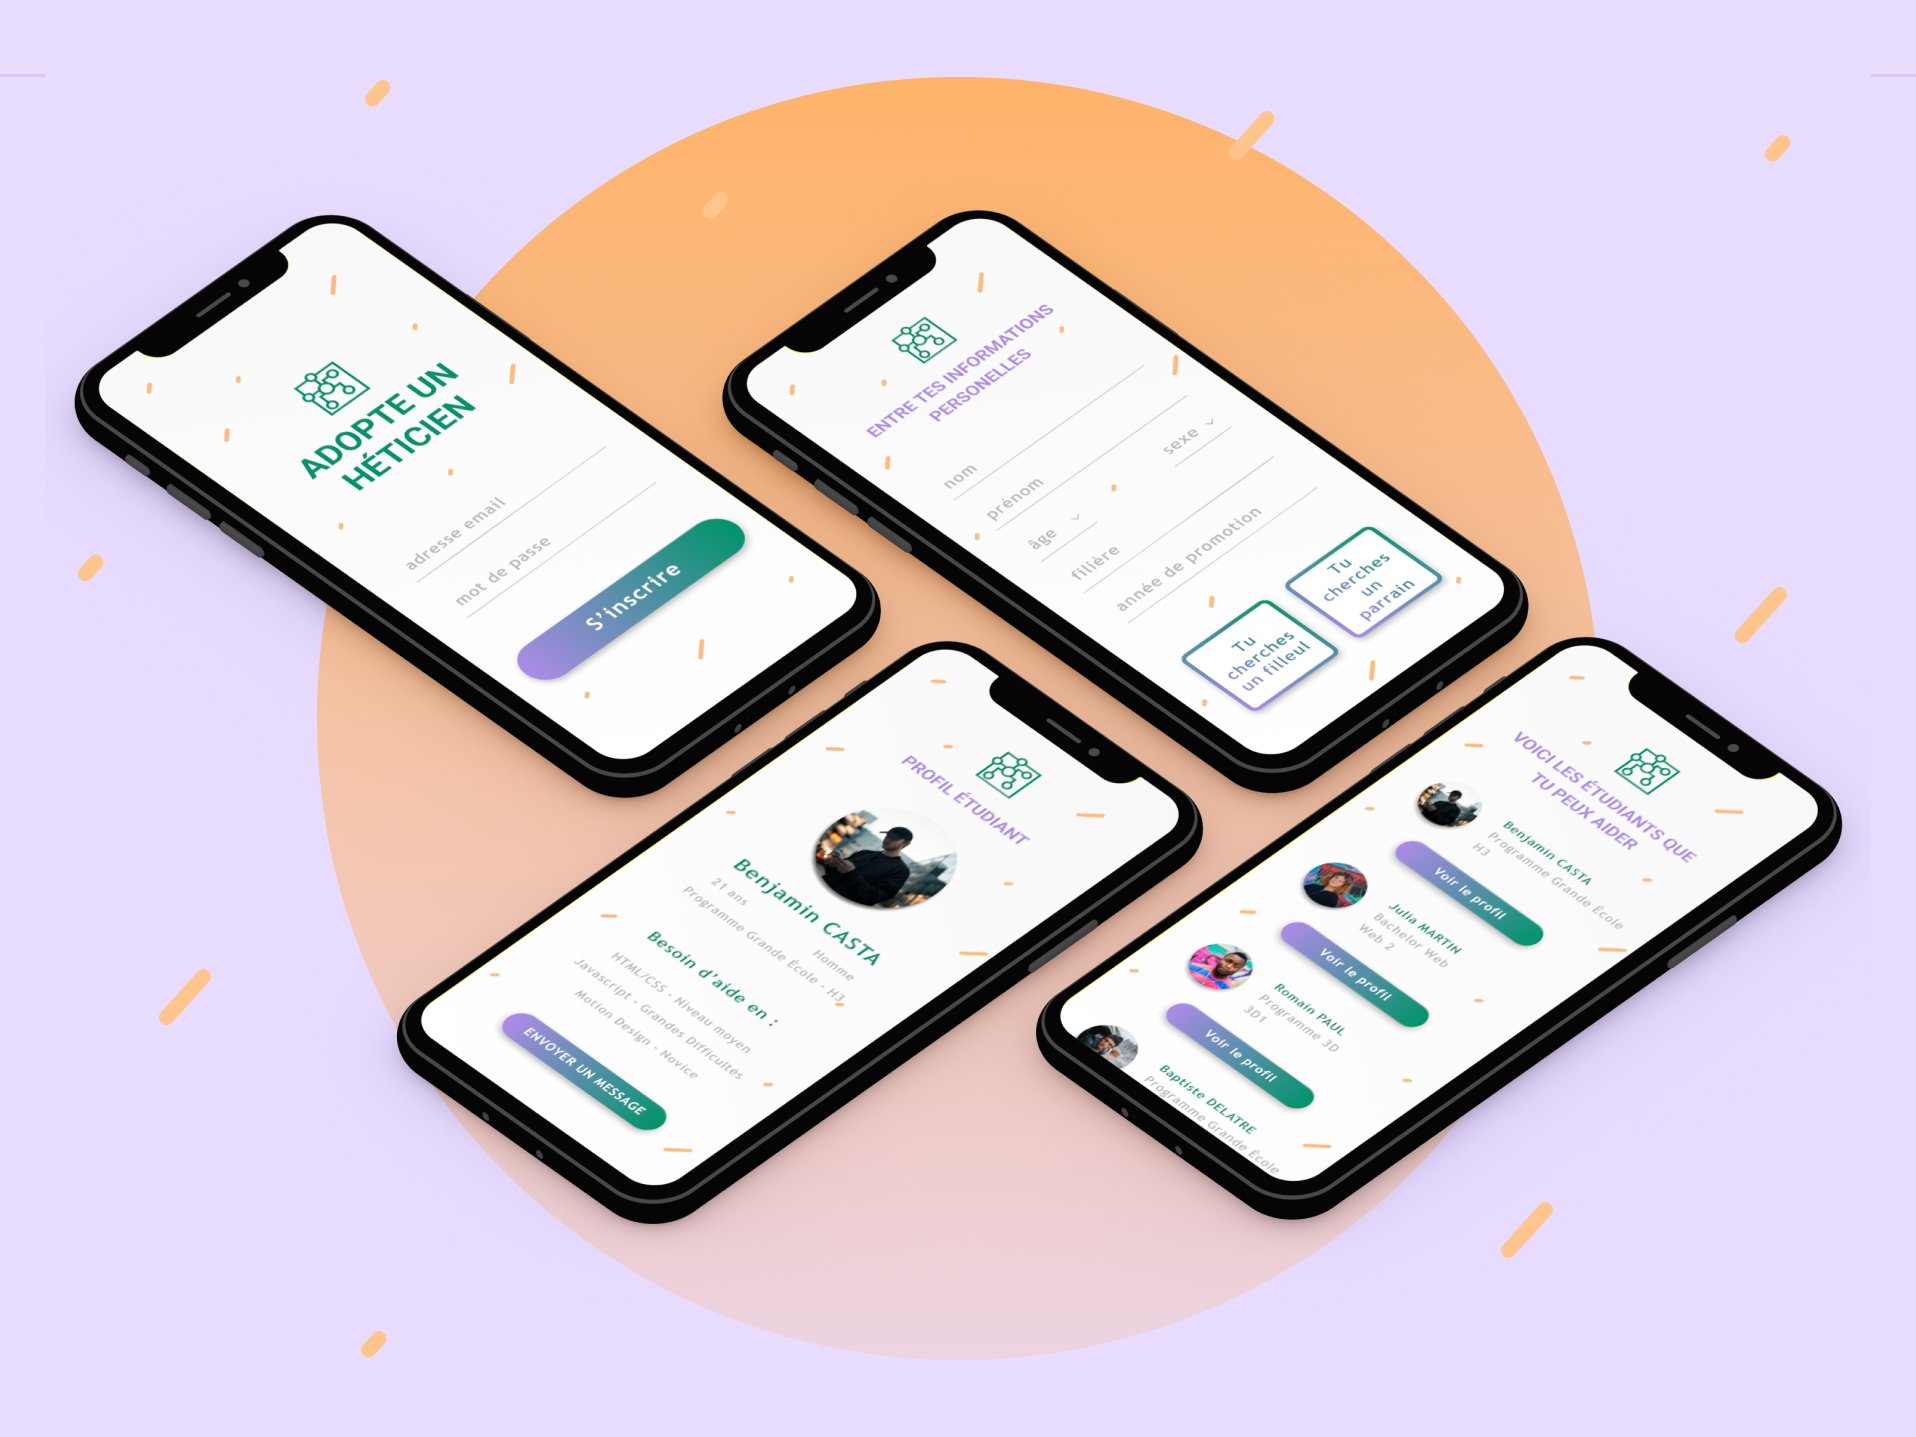 ADOPTE UN
HÉTICIEN
adresse email
mot de passe
S'inscrire
ENTRE TES INFORMATIONS
PERSONELLES
nom
prénom
âge
sexe
filière
année de promotion
Tu
cherches
un filleul
Tu
cherches
un
parrain
PROFIL ÉTUDIANT
Benjamin CASTA
21 ans
Homme
Programme Grande École - H3
Besoin d'aide en :
HTML/CSS - Niveau moyen
Javascript - Grandes Difficultés
Motion Design - Novice
ENVOYER UN MESSAGE
VOICI LES ÉTUDIANTS QUE
TU PEUX AIDER
Benjamin CASTA
Programme Grande École
H3
Voir le profil
Julia MARTIN
Bachelor Web
Web 2
Voir le profil
Romain PAUL
Programme 3D
3D1
Voir le profil
Baptiste DELATRE
Programme Grande École